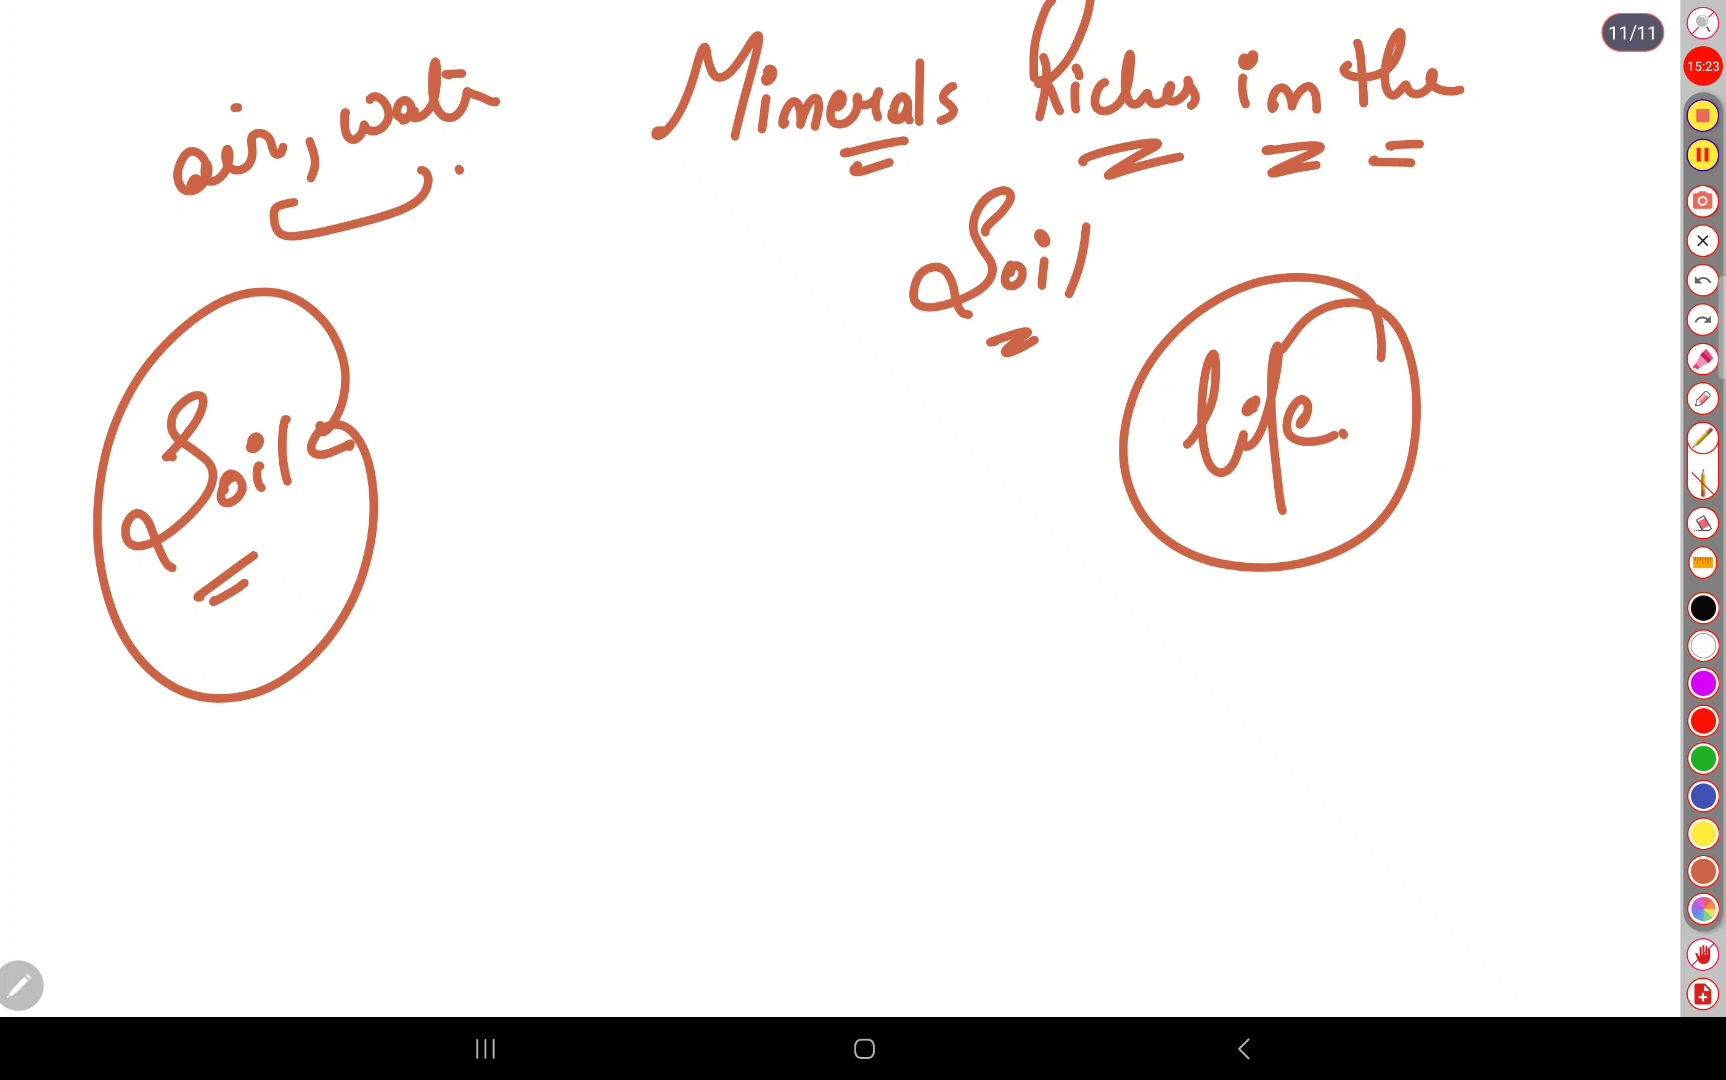 11/11
15:23
air, water
Minerals Riches in the
Soil
Soil
life.